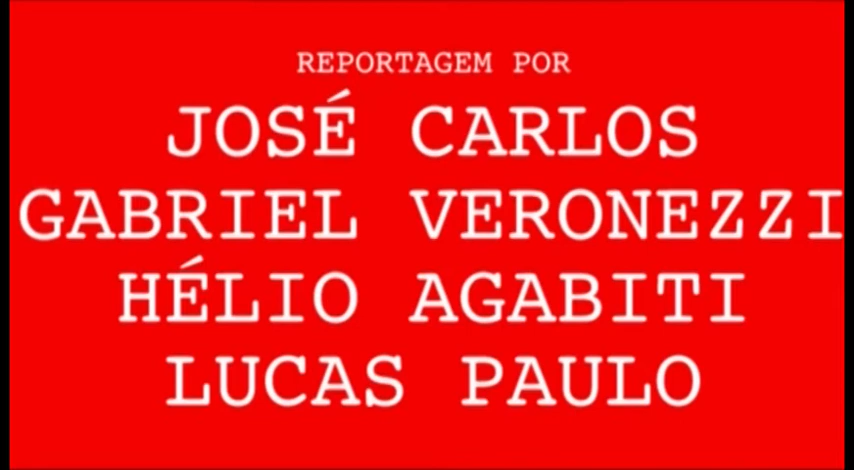 REPORTAGEM POR
JOSÉ CARLOS
GABRIEL VERONEZZI
HÉLIO AGABITI
LUCAS PAULO